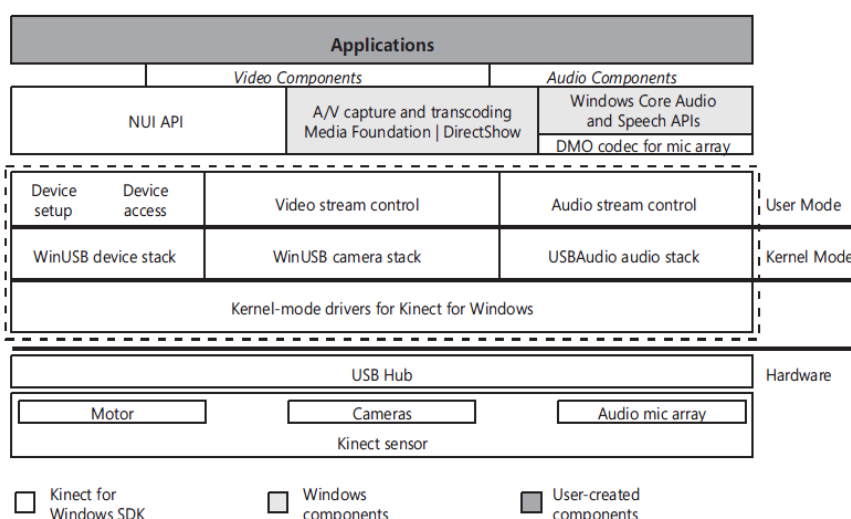 Applications
Video Components
Audio Components
NUI API
A/V capture and transcoding
Media Foundation | DirectShow
Windows Core Audio
and Speech APIs
DMO codec for mic array
Device
setup
Device
access
Video stream control
Audio stream control
User Mode
WinUSB device stack
WinUSB camera stack
USBAudio audio stack
Kernel Mode
Kernel-mode drivers for Kinect for Windows
USB Hub
Hardware
Motor
Cameras
Audio mic array
Kinect sensor
Kinect for
Windows SDK
Windows
components
User-created
components